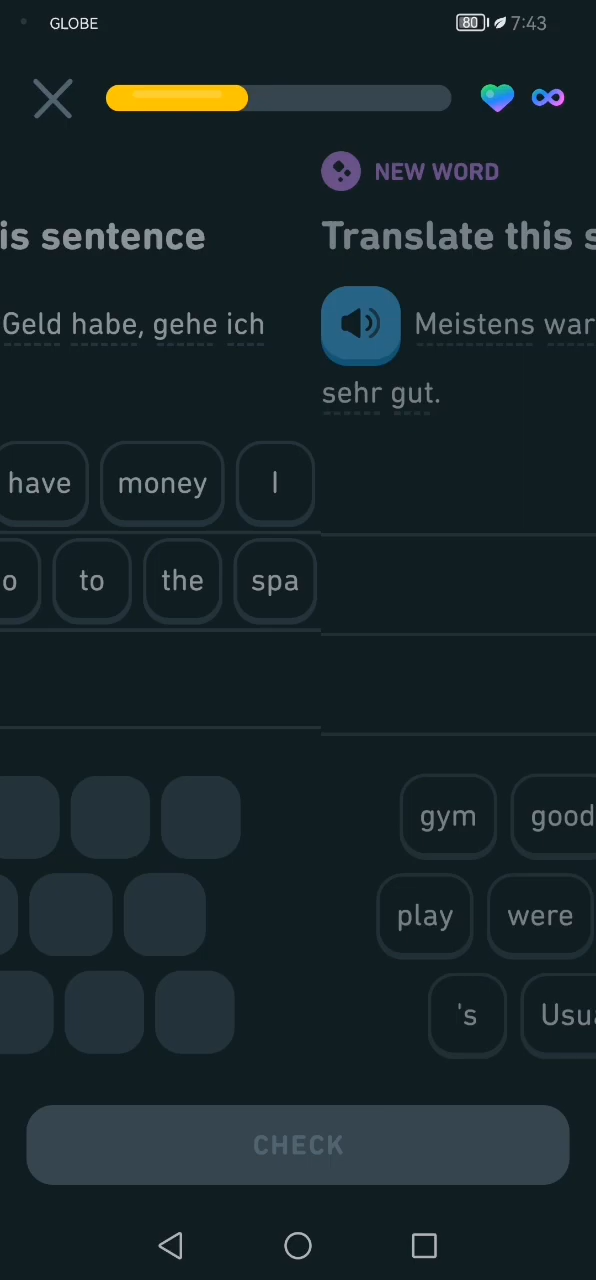 GLOBE
80 7:43
NEW WORD
is sentence
Translate this s
Geld habe, gehe ich
Meistens war
sehr gut.
have money I
o to the spa
gym good
play were
's Usua
CHECK